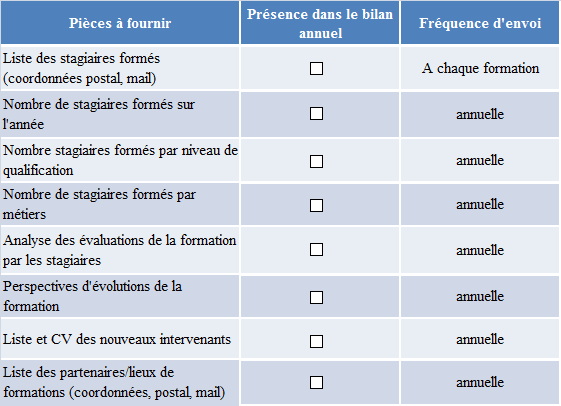 Pièces à fournir
Présence dans le bilan
annuel
Fréquence d'envoi
Liste des stagiaires formés
(coordonnées postal, mail)
A chaque formation
Nombre de stagiaires formés sur
l'année
annuelle
Nombre stagiaires formés par niveau de
qualification
annuelle
Nombre de stagiaires formés par
métiers
annuelle
Analyse des évaluations de la formation
par les stagiaires
annuelle
Perspectives d'évolutions de la
formation
annuelle
Liste et CV des nouveaux intervenants
annuelle
Liste des partenaires/lieux de
formations (coordonnées, postal, mail)
annuelle